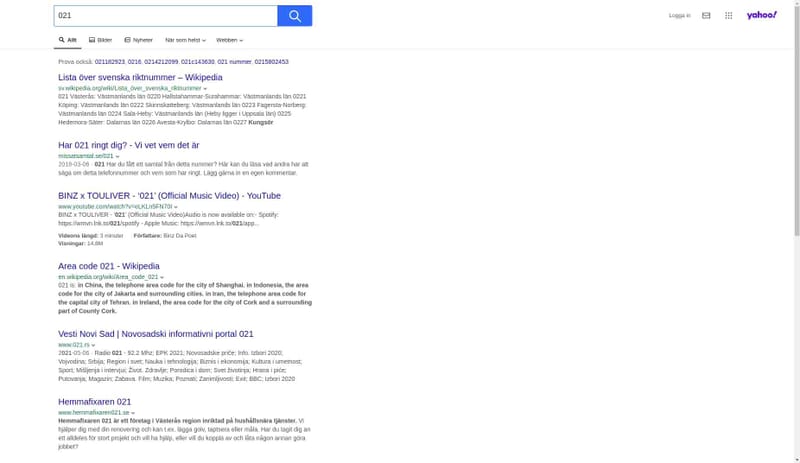 021
Logga in
yahoo!
Allt Bilder Nyheter När som helst Webben
Prova också: 021182923, 0216, 0214212099, 021c143630, 021 nummer, 0215802453
Lista över svenska riktnummer – Wikipedia
sv.wikipedia.org/wiki/Lista_över_svenska_riktnummer
021 Västerås: Västmanlands län 0220 Hallstahammar-Surahammar: Västmanlands län 0221
Köping: Västmanlands län 0222 Skinnskatteberg: Västmanlands län 0223 Fagersta-Norberg:
Västmanlands län 0224 Sala-Heby: Västmanlands län (Heby ligger i Uppsala län) 0225
Hedemora-Säter: Dalarnas län 0226 Avesta-Krylbo: Dalarnas län 0227 Kungsör
Har 021 ringt dig? - Vi vet vem det är
missatsamtal.se/021
2019-03-06 · 021 Har du fått ett samtal från detta nummer? Här kan du läsa vad andra har att
säga om detta telefonnummer och vem som har ringt. Lägg gärna in en egen kommentar.
BINZ x TOULIVER - '021' (Official Music Video) - YouTube
BINZ x TOULIVER - '021' (Official Music Video)Audio is now available on:- Spotify:
https://wmvn.lnk.to/021/spotify - Apple Music: https://wmvn.lnk.to/021/app...
Videons längd: 3 minuter Författare: Binz Da Poet
Visningar: 14,6M
Area code 021 - Wikipedia
en.wikipedia.org/wiki/Area_code_021
021 is: in China, the telephone area code for the city of Shanghai. in Indonesia, the area
code for the city of Jakarta and surrounding cities. in Iran, the telephone area code for
the capital city of Tehran. in Ireland, the area code for the city of Cork and a surrounding
part of County Cork.
Vesti Novi Sad | Novosadski informativni portal 021
www.021.rs
2021-05-06 · Radio 021 - 92.2 Mhz; EPK 2021; Novosadske priče; Info. Izbori 2020;
Vojvodina; Srbija; Region i svet; Nauka i tehnologija; Biznis i ekonomija; Kultura i umetnost;
Sport; Mišljenja i intervjui; Život. Zdravlje; Porodica i dom; Svet životinja; Hrana i piće;
Putovanja; Magazin; Zabava. Film; Muzika; Poznati; Zanimljivosti; Exit; BBC; Izbori 2020
Hemmafixaren 021
www.hemmafixaren021.se
Hemmafixaren 021 är ett företag i Västerås region inriktad på hushållsnära tjänster. Vi
hjälper dig med din renovering och kan t.ex. lägga golv, tapetsera eller måla. Har du tagit dig an
ett alldeles för stort projekt och vill ha hjälp, eller vill du koppla av och låta någon annan göra
jobbet?